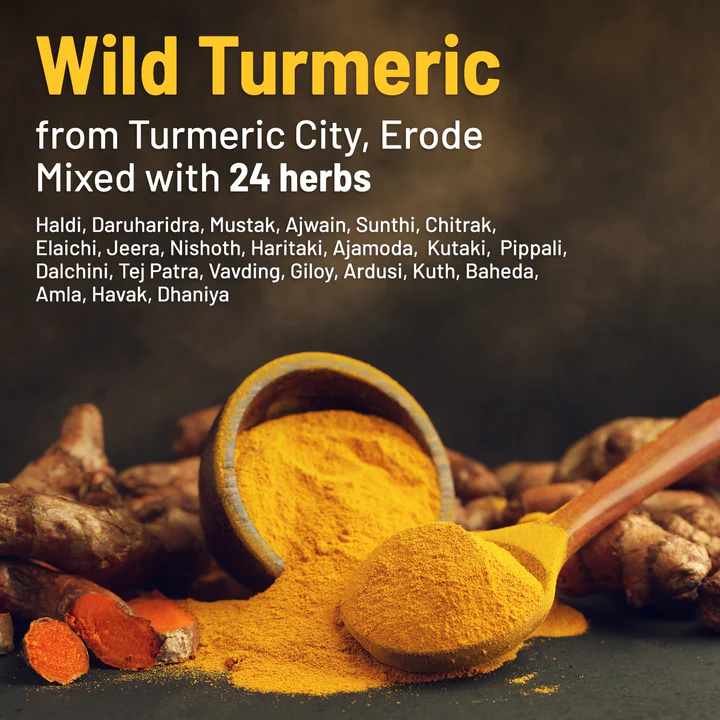 Wild Turmeric
from Turmeric City, Erode
Mixed with 24 herbs
Haldi, Daruharidra, Mustak, Ajwain, Sunthi, Chitrak,
Elaichi, Jeera, Nishoth, Haritaki, Ajamoda, Kutaki, Pippali,
Dalchini, Tej Patra, Vavding, Giloy, Ardusi, Kuth, Baheda,
Amla, Havak, Dhaniya